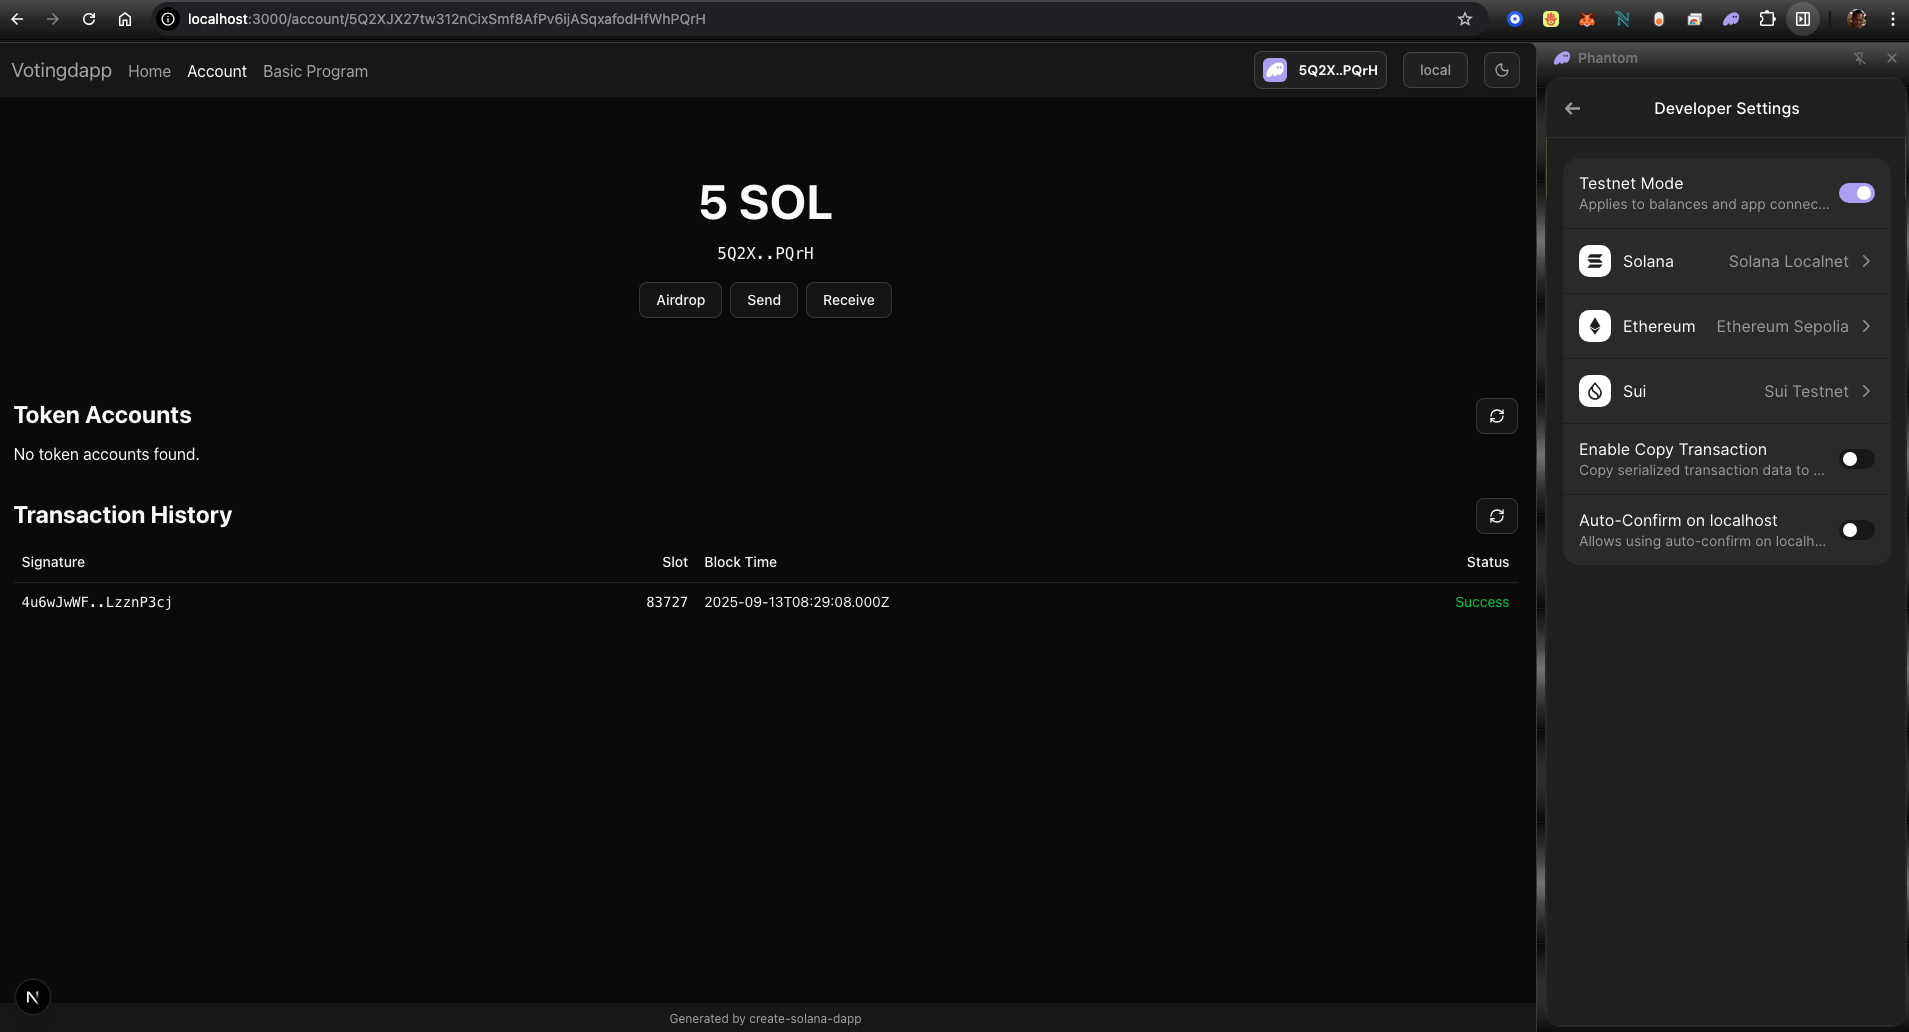 localhost:3000/account/5Q2XJX27tw312nCixSmf8AfPv6ijASqxafodHfWhPQrH
Votingdapp Home Account Basic Program 5Q2X..PQrH local
5 SOL
5Q2X..PQrH
Airdrop Send Receive
Token Accounts
No token accounts found.
Transaction History
Signature Slot Block Time Status
4u6wJwWF..LzznP3cj 83727 2025-09-13T08:29:08.000Z Success
N
Generated by create-solana-dapp
Phantom
Developer Settings
Testnet Mode
Applies to balances and app connec...
Solana Solana Localnet
Ethereum Ethereum Sepolia
Sui Sui Testnet
Enable Copy Transaction
Copy serialized transaction data to ...
Auto-Confirm on localhost
Allows using auto-confirm on localh...